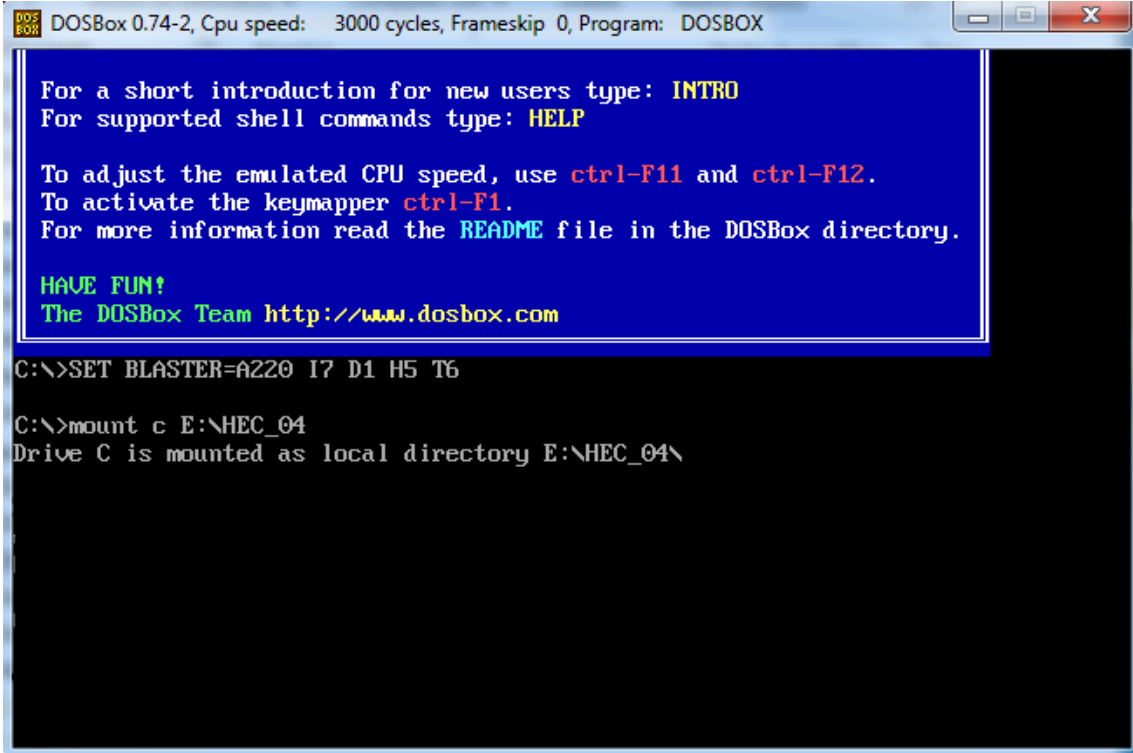 DOS
BOX
DOSBox 0.74-2, Cpu speed: 3000 cycles, Frameskip 0, Program: DOSBOX
For a short introduction for new users type: INTRO
For supported shell commands type: HELP
To adjust the emulated CPU speed, use ctrl-F11 and ctrl-F12.
To activate the keymapper ctrl-F1.
For more information read the README file in the DOSBox directory.
HAVE FUN!
The DOSBox Team http://www.dosbox.com
C:\>SET BLASTER=A220 I7 D1 H5 T6
C:\>mount c E:\HEC_04
Drive C is mounted as local directory E:\HEC_04\